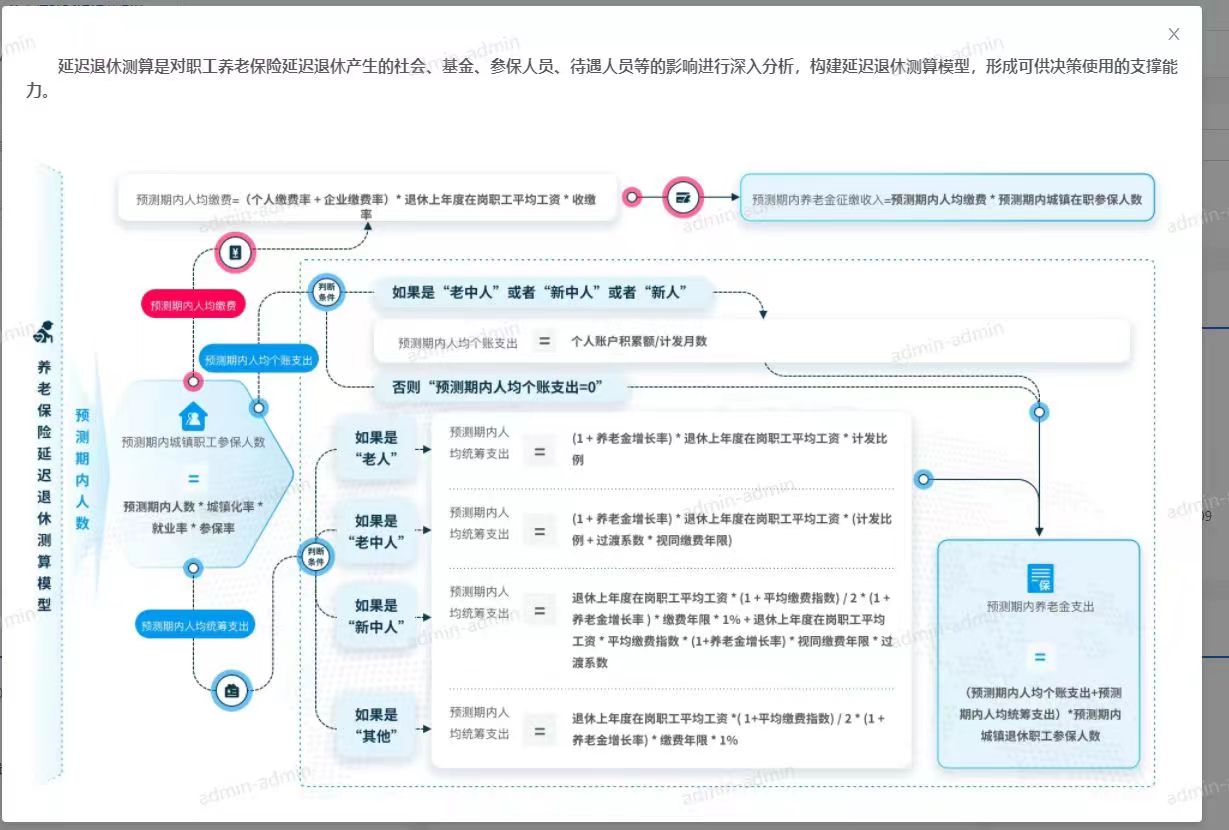 延迟退休测算是对职工养老保险延迟退休产生的社会、基金、参保人员、待遇人员等的影响进行深入分析，构建延迟退休测算模型，形成可供决策使用的支撑能
力。
养老保险延迟退休测算模型
预测期内人数
预测期内人均缴费=（个人缴费率 + 企业缴费率）* 退休上年度在岗职工平均工资 * 收缴
率
预测期内养老金征缴收入=预测期内人均缴费 * 预测期内城镇在职参保人数
预测期内人均缴费
预测期内人均个账支出
预测期内城镇职工参保人数
=
预测期内人数 * 城镇化率 *
就业率 * 参保率
预测期内人均统筹支出
判断
条件
如果是“老中人”或者“新中人”或者“新人”
预测期内人均个账支出 = 个人账户积累额/计发月数
否则“预测期内人均个账支出=0”
判断
条件
如果是
“老人”
预测期内人
均统筹支出
=
(1 + 养老金增长率) * 退休上年度在岗职工平均工资 * 计发比
例
如果是
“老中人”
预测期内人
均统筹支出
=
(1 + 养老金增长率) * 退休上年度在岗职工平均工资 * (计发比
例 + 过渡系数 * 视同缴费年限)
如果是
“新中人”
预测期内人
均统筹支出
=
退休上年度在岗职工平均工资 * (1 + 平均缴费指数) / 2 * (1 +
养老金增长率 ) * 缴费年限 * 1% + 退休上年度在岗职工平均
工资 * 平均缴费指数 * (1+养老金增长率) * 视同缴费年限 * 过
渡系数
如果是
“其他”
预测期内人
均统筹支出
=
退休上年度在岗职工平均工资 *( 1+平均缴费指数) / 2 * (1 +
养老金增长率) * 缴费年限 * 1%
保
预测期内养老金支出
=
（预测期内人均个账支出+预测
期内人均统筹支出）*预测期内
城镇退休职工参保人数
admin-admin